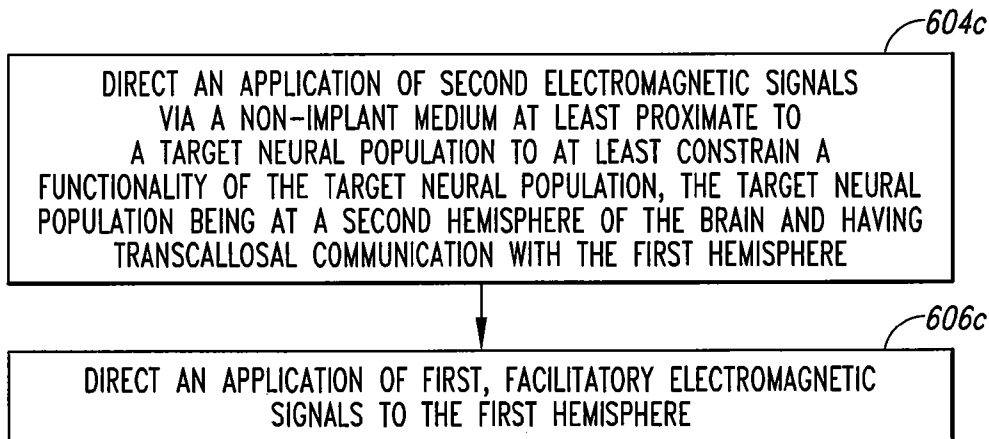 604c
DIRECT AN APPLICATION OF SECOND ELECTROMAGNETIC SIGNALS
VIA A NON-IMPLANT MEDIUM AT LEAST PROXIMATE TO
A TARGET NEURAL POPULATION TO AT LEAST CONSTRAIN A
FUNCTIONALITY OF THE TARGET NEURAL POPULATION, THE TARGET NEURAL
POPULATION BEING AT A SECOND HEMISPHERE OF THE BRAIN AND HAVING
TRANSCALLOSAL COMMUNICATION WITH THE FIRST HEMISPHERE
606c
DIRECT AN APPLICATION OF FIRST, FACILITATORY ELECTROMAGNETIC
SIGNALS TO THE FIRST HEMISPHERE